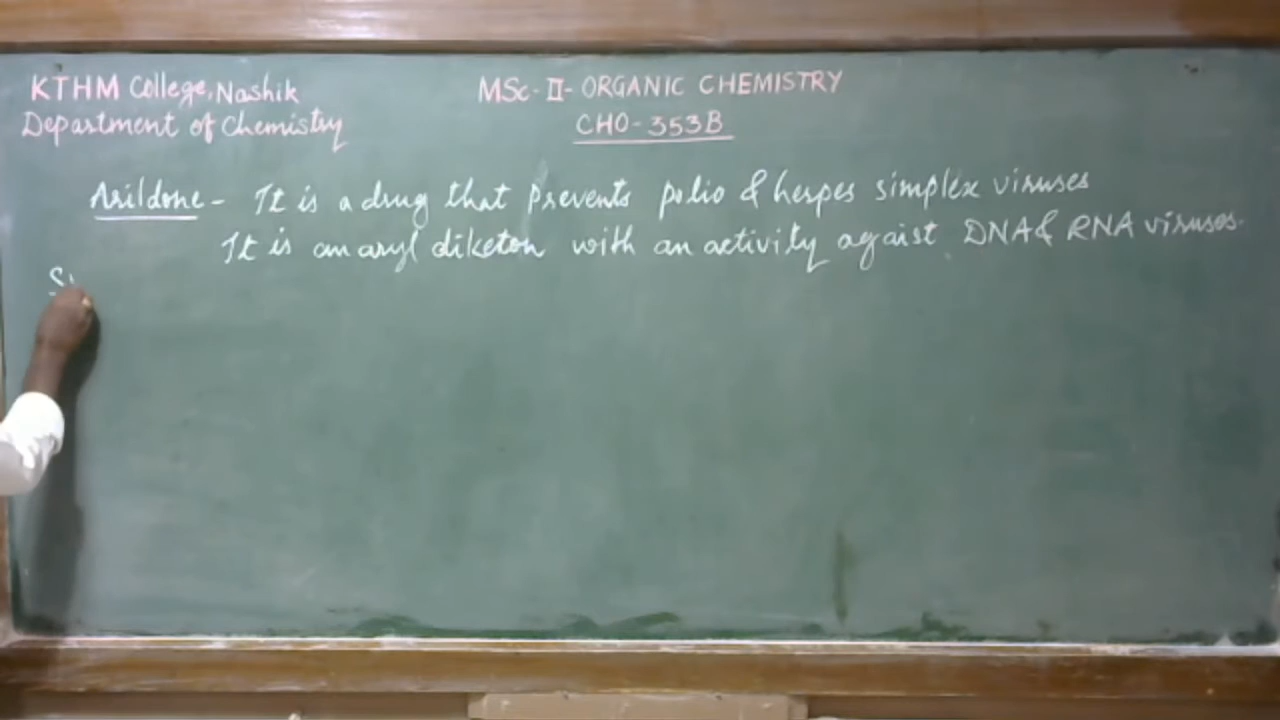 KTHM College, Nashik
Department of Chemistry
MSc-II- ORGANIC CHEMISTRY
CHO-353B
Arildone - It is a drug that prevents polio & herpes simplex viruses
It is an aryl diketon with an activity agaist DNA & RNA viruses.